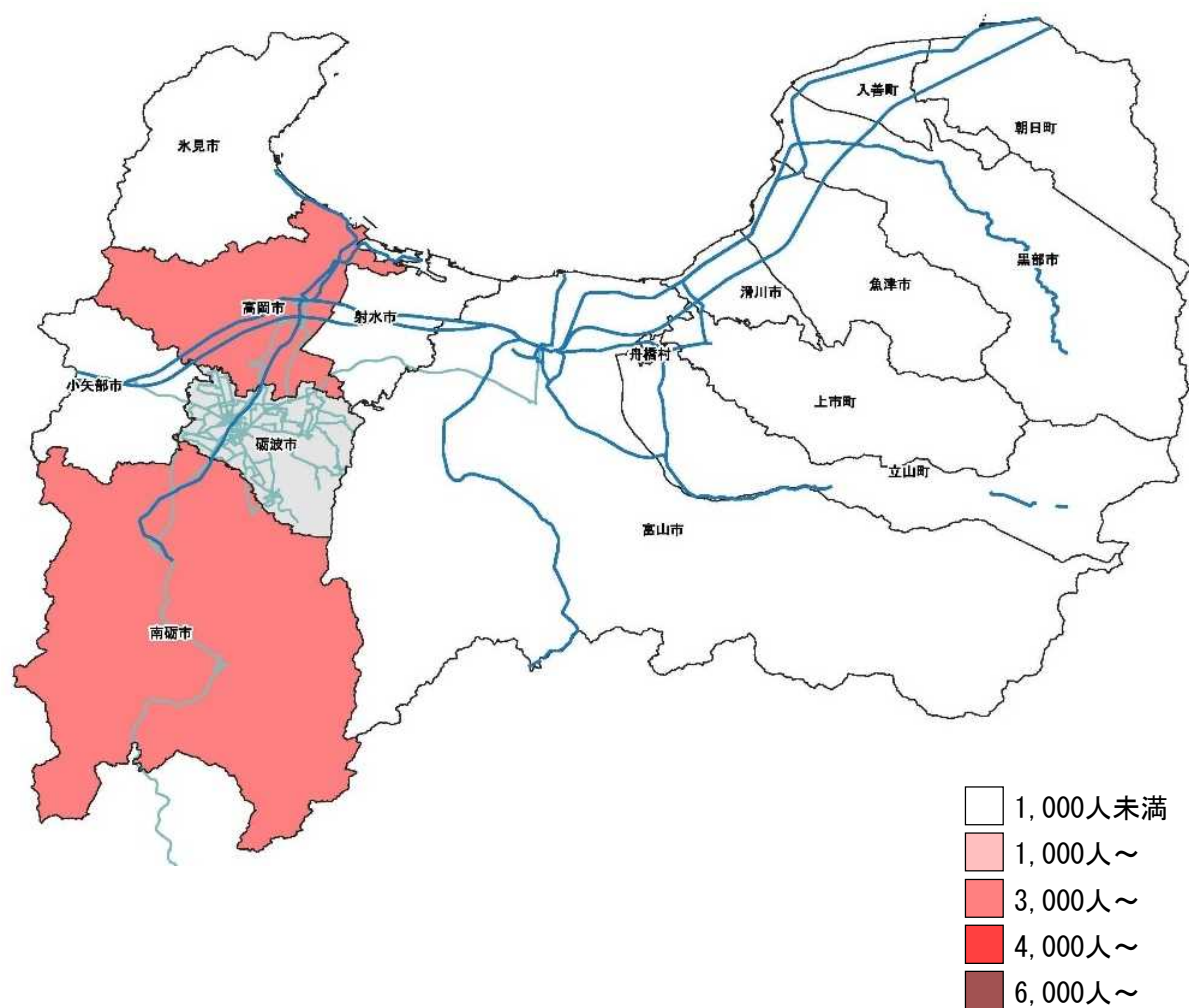 入善町
朝日町
氷見市
黒部市
魚津市
滑川市
高岡市
射水市
舟橋村
小矢部市
上市町
砺波市
立山町
富山市
南砺市
1,000人未満
1,000人～
3,000人～
4,000人～
6,000人～